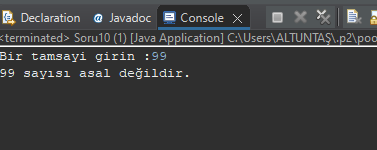 Declaration Javadoc Console
<terminated> Soru10 (1) [Java Application] C:\Users\ALTUNTAŞ\.p2\poo
Bir tamsayi girin :99
99 sayısı asal değildir.